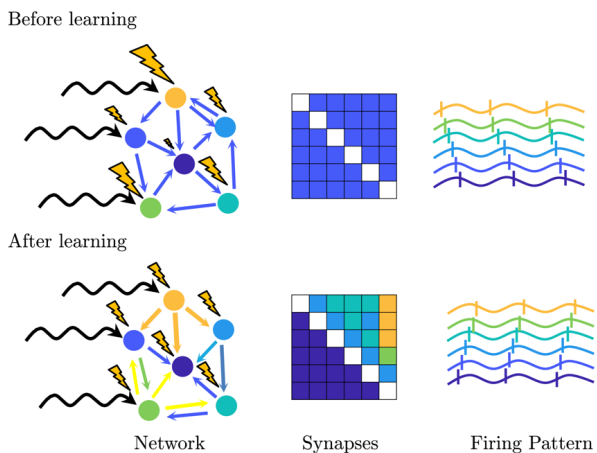 Before learning
After learning
Network
Synapses
Firing Pattern